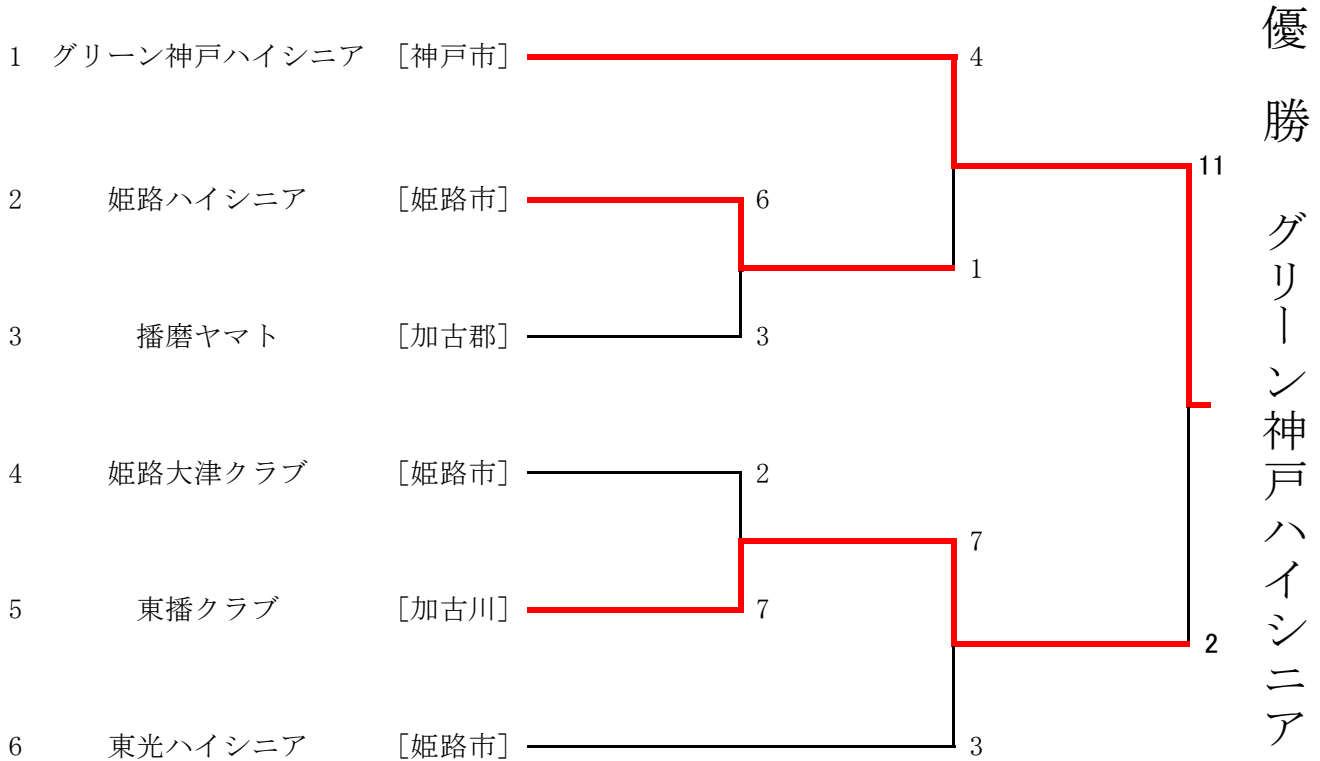 1 グリーン神戸ハイシニア [神戸市] 4
11
2 姫路ハイシニア [姫路市] 6
1
3 播磨ヤマト [加古郡] 3
4 姫路大津クラブ [姫路市] 2
7
5 東播クラブ [加古川] 7
2
6 東光ハイシニア [姫路市] 3
優勝 グリーン神戸ハイシニア